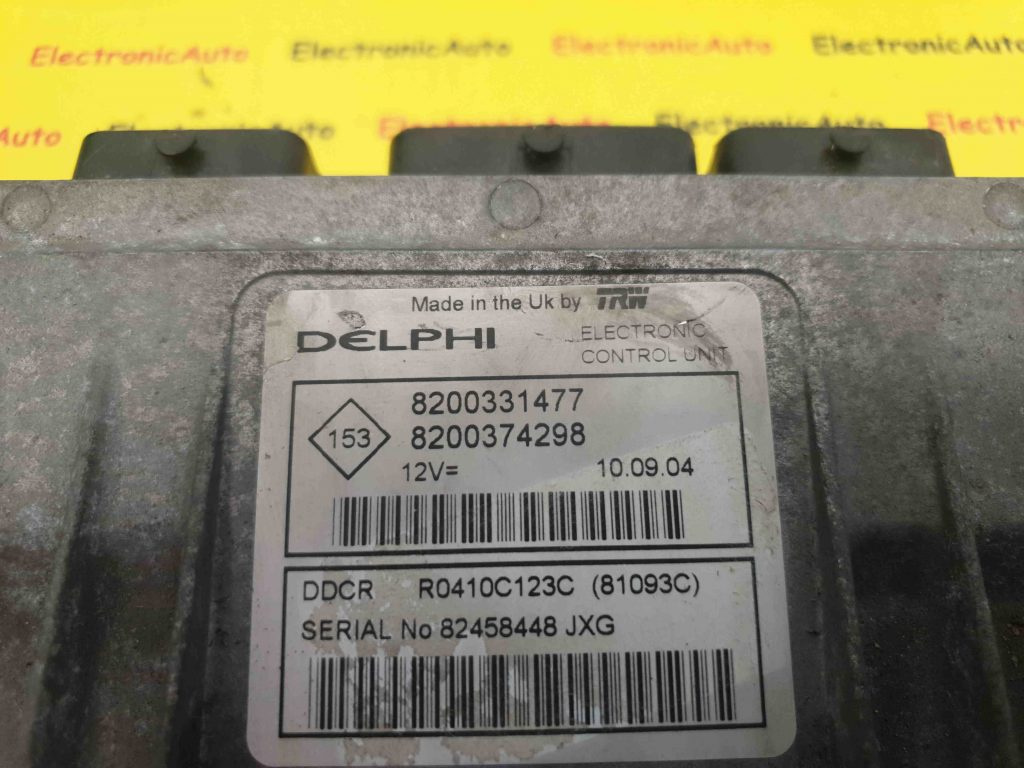 ElectronicAuto ElectronicAuto ElectronicAuto ElectronicAuto
Auto
Made in the Uk by TRW
DELPHI ELECTRONIC
CONTROL UNIT
153
8200331477
8200374298
12V= 10.09.04
DDCR R0410C123C (81093C)
SERIAL No 82458448 JXG